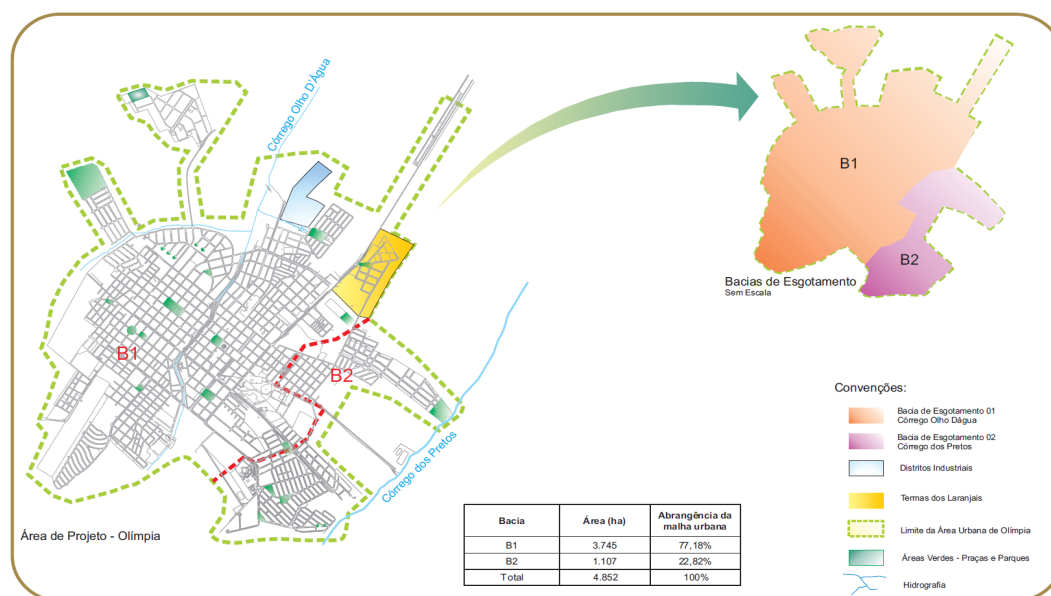 Córrego Olho D'Água
B1
B2
Córrego dos Pretos
Área de Projeto - Olímpia
B1
B2
Bacias de Esgotamento
Sem Escala
Bacia Área (ha) Abrangência da
malha urbana
B1 3.745 77,18%
B2 1.107 22,82%
Total 4.852 100%
Convenções:
Bacia de Esgotamento 01
Córrego Olho Dágua
Bacia de Esgotamento 02
Córrego dos Pretos
Distritos Industriais
Termas dos Laranjais
Limite da Área Urbana de Olímpia
Áreas Verdes - Praças e Parques
Hidrografia